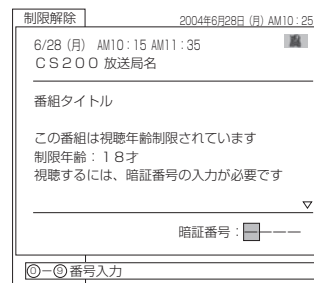 制限解除
2004年6月28日 (月) AM10:25
6/28 (月) AM10:15 AM11:35
CS200 放送局名
番組タイトル
この番組は視聴年齢制限されています
制限年齢:18才
視聴するには、暗証番号の入力が必要です
▽
暗証番号:－－－－
⓪－⑨番号入力